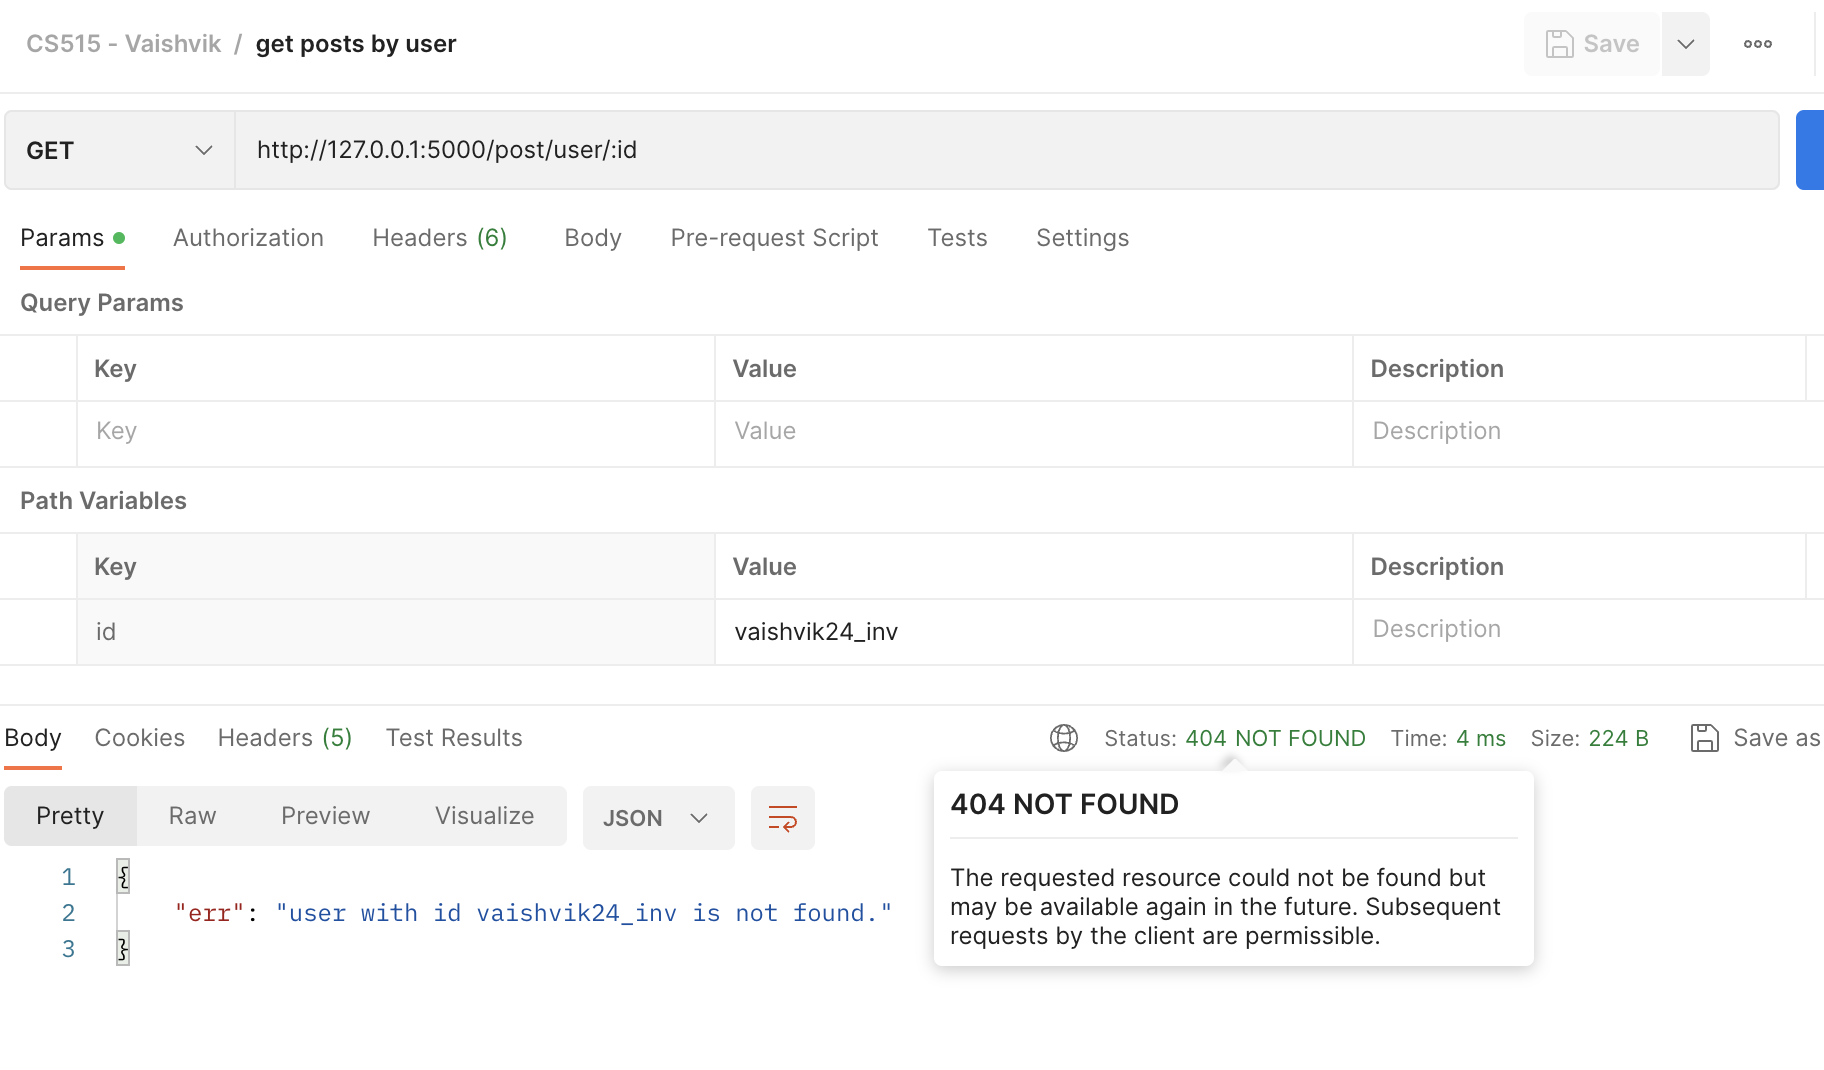 CS515 - Vaishvik / get posts by user
Save
GET
http://127.0.0.1:5000/post/user/:id
Params Authorization Headers (6) Body Pre-request Script Tests Settings
Query Params
Key Value Description
Key Value Description
Path Variables
Key Value Description
id vaishvik24_inv Description
Body Cookies Headers (5) Test Results Status: 404 NOT FOUND Time: 4 ms Size: 224 B Save as
Pretty Raw Preview Visualize JSON
404 NOT FOUND
The requested resource could not be found but
may be available again in the future. Subsequent
requests by the client are permissible.
1 {
2 "err": "user with id vaishvik24_inv is not found."
3 }